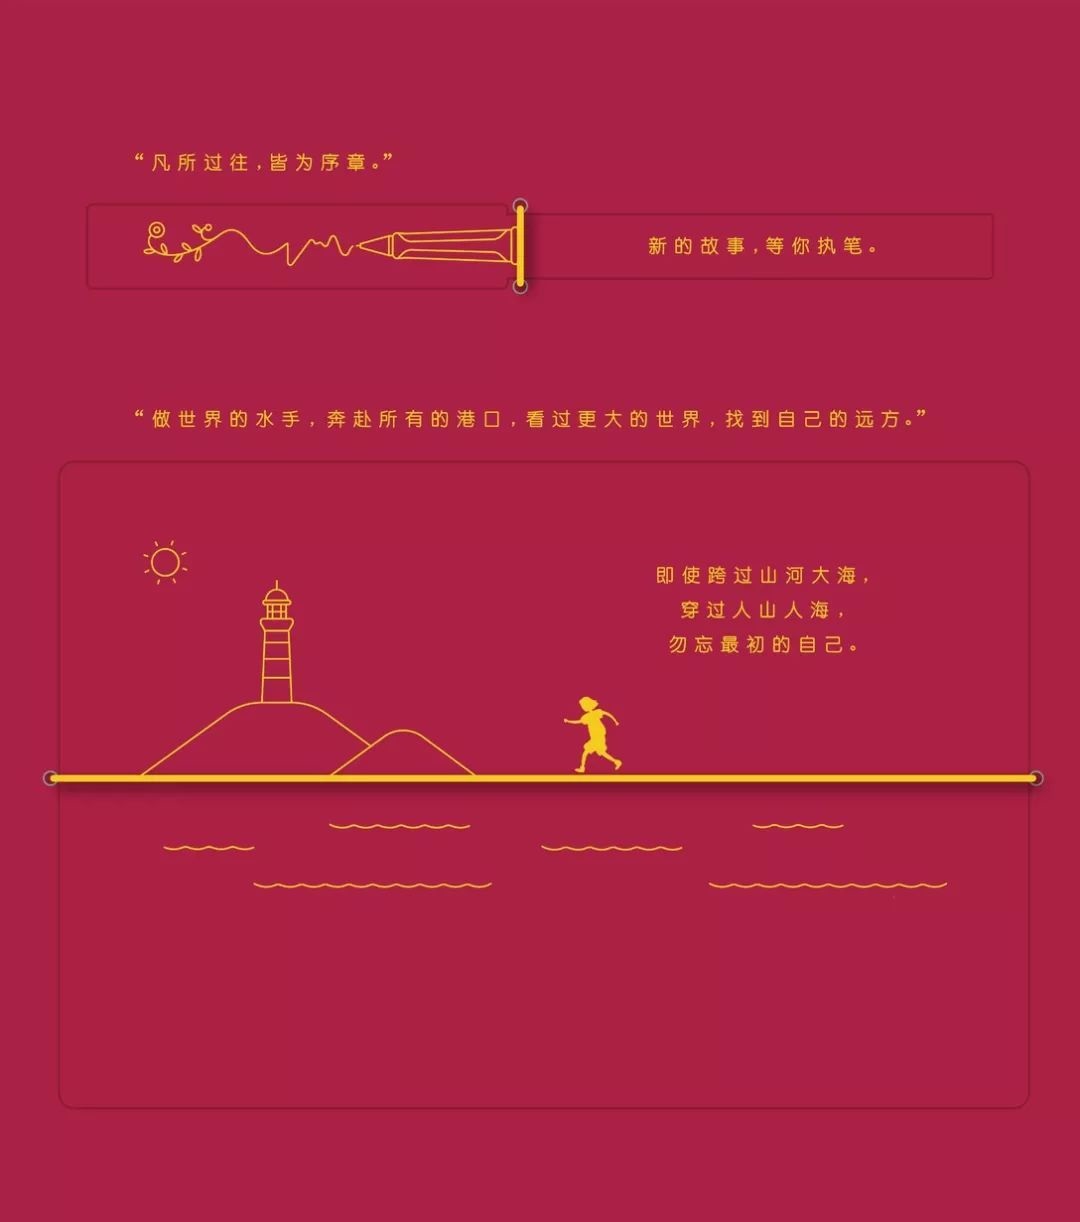 “凡所过往,皆为序章。”
新的故事,等你执笔。
“做世界的水手,奔赴所有的港口,看过更大的世界,找到自己的远方。”
即使跨过山河大海,
穿过人山人海,
勿忘最初的自己。